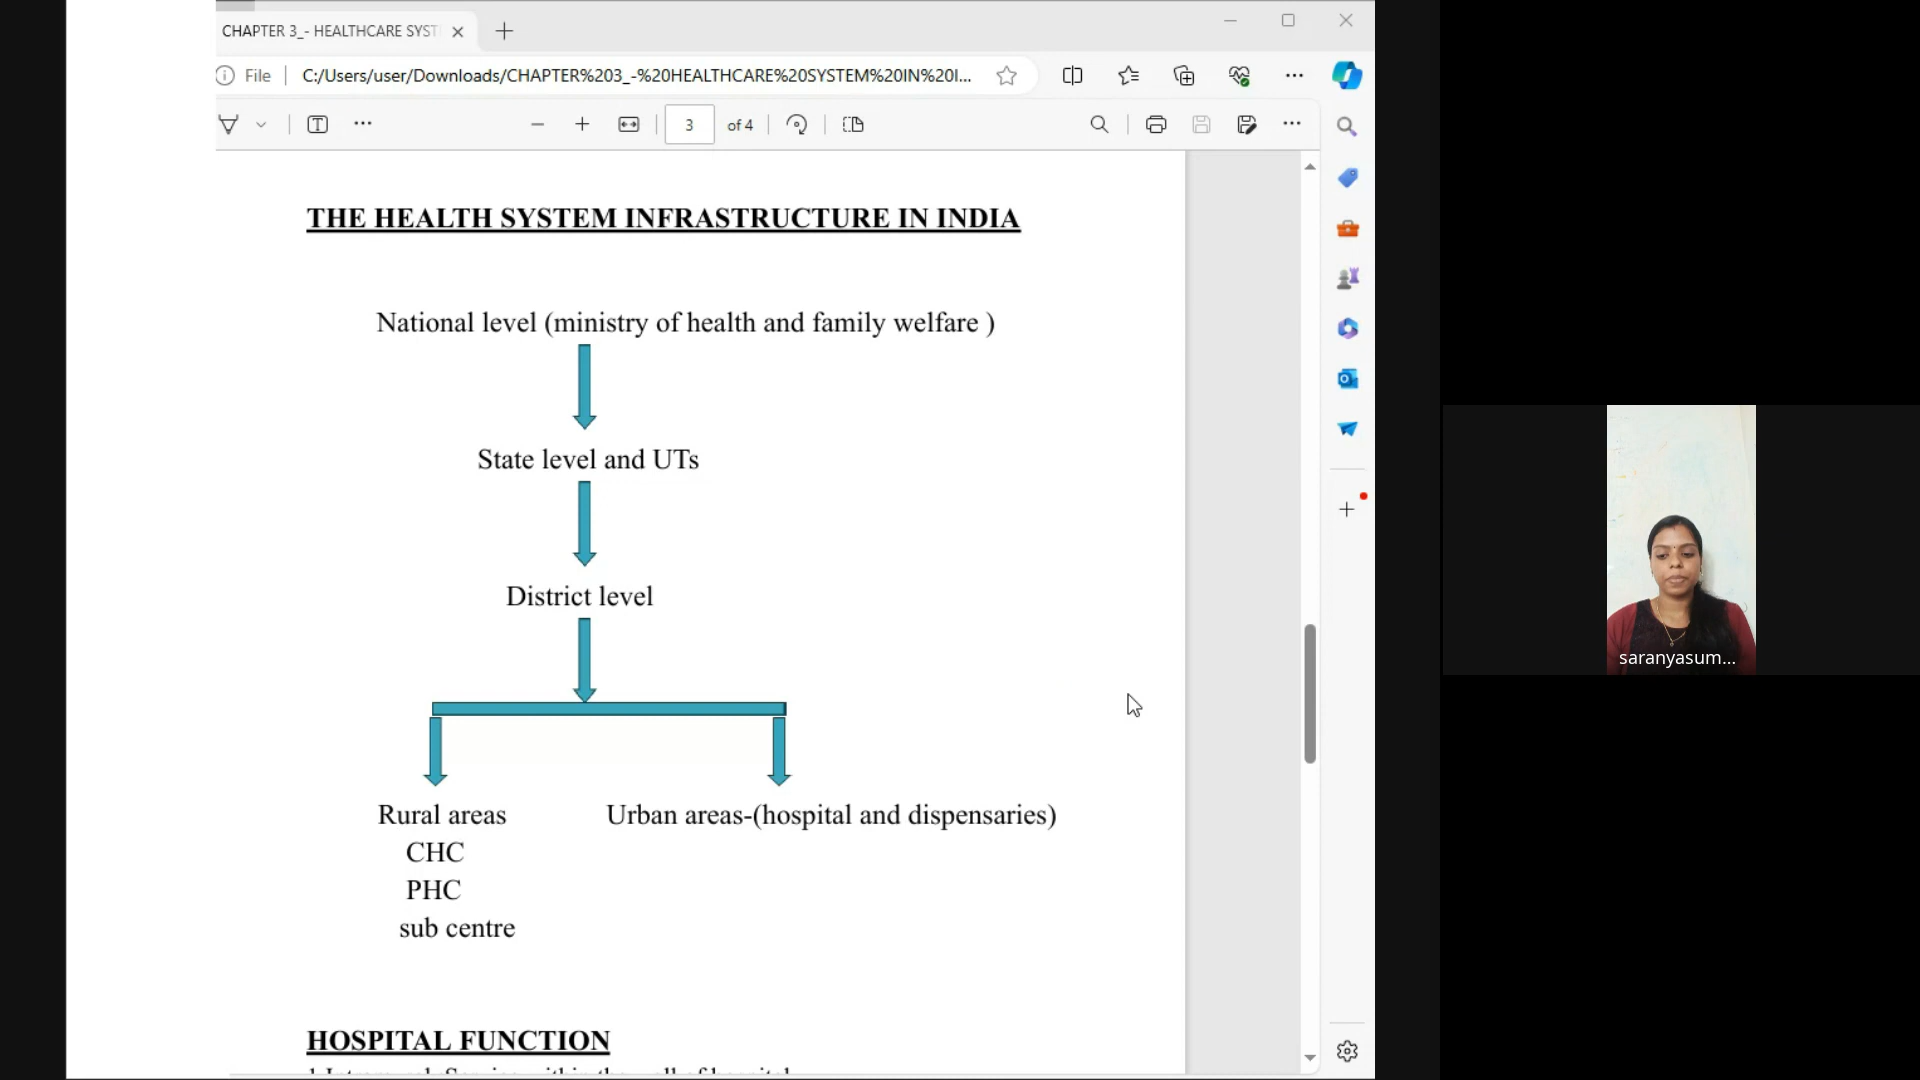 CHAPTER 3_- HEALTHCARE SYST
File
C:/Users/user/Downloads/CHAPTER%203_-%20HEALTHCARE%20SYSTEM%20IN%20I...
3 of 4
THE HEALTH SYSTEM INFRASTRUCTURE IN INDIA
National level (ministry of health and family welfare )
State level and UTs
District level
Rural areas Urban areas-(hospital and dispensaries)
CHC
PHC
sub centre
HOSPITAL FUNCTION
saranyasum...